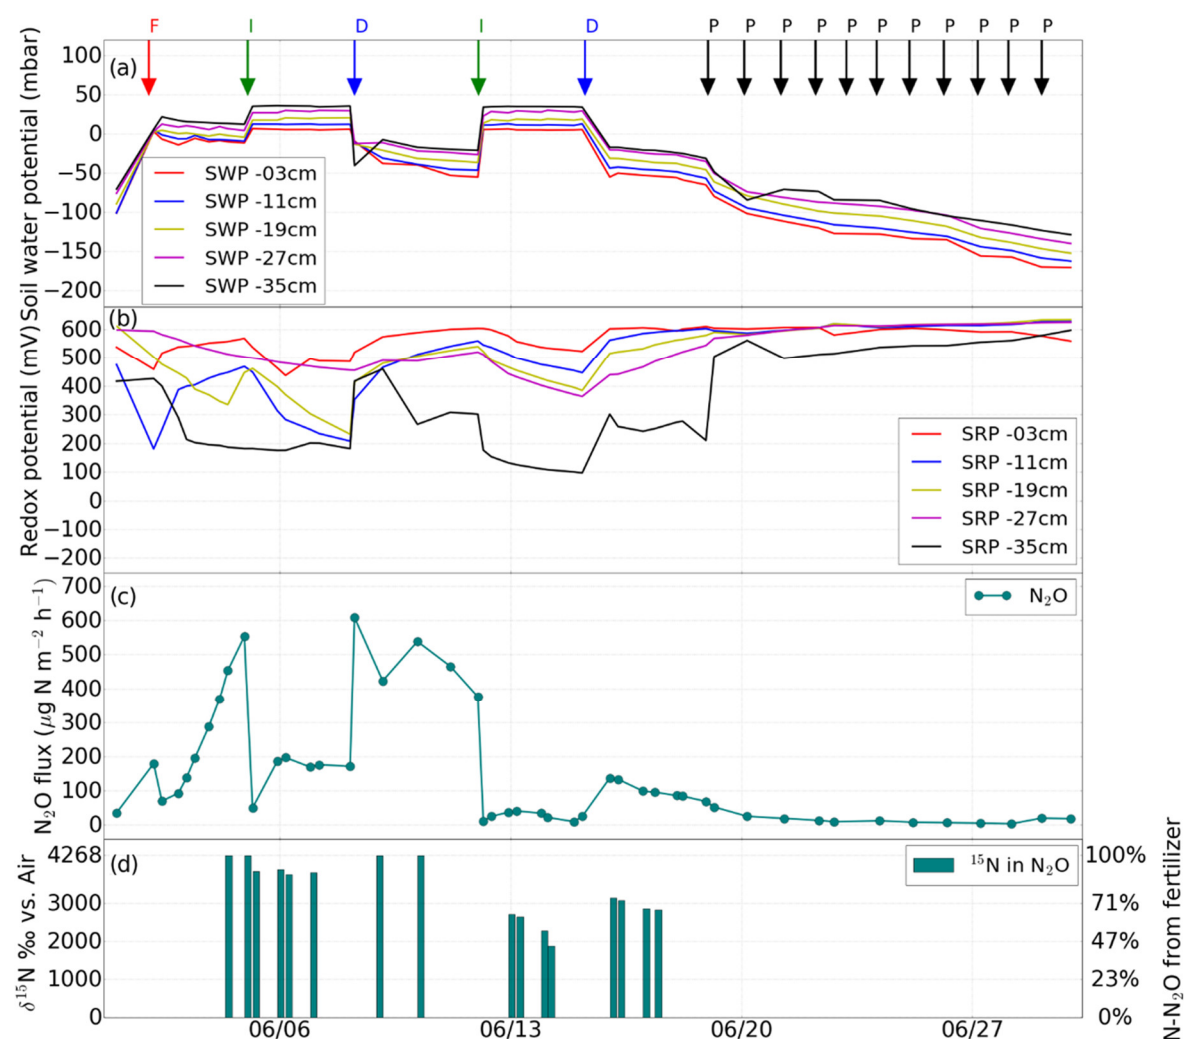 F I D I D P P P P P P P P P P P
(a)
Soil water potential (mbar)
100
50
0
−50
−100
−150
−200
SWP -03cm
SWP -11cm
SWP -19cm
SWP -27cm
SWP -35cm
(b)
Redox potential (mV)
600
500
400
300
200
100
0
−100
−200
SRP -03cm
SRP -11cm
SRP -19cm
SRP -27cm
SRP -35cm
(c)
N₂O flux (μg N m⁻² h⁻¹)
700
600
500
400
300
200
100
0
N₂O
(d)
δ¹⁵N ‰ vs. Air
4268
3000
2000
1000
0
¹⁵N in N₂O
100%
71%
47%
23%
0%
N-N₂O from fertilizer
06/06 06/13 06/20 06/27